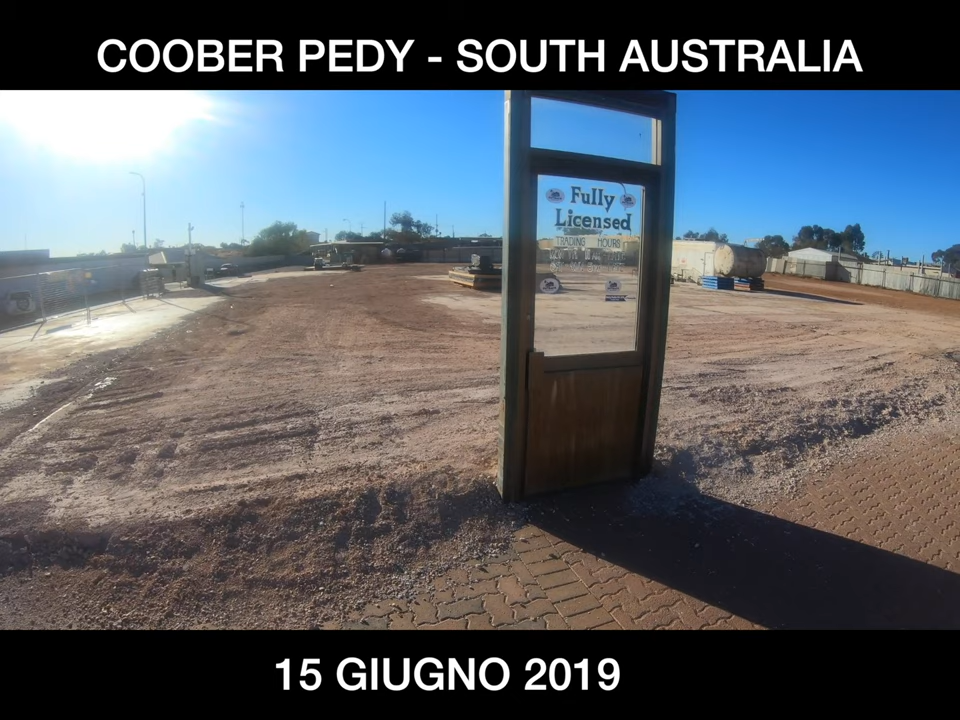 COOBER PEDY - SOUTH AUSTRALIA
Fully
Licensed
TRADING HOURS
15 GIUGNO 2019